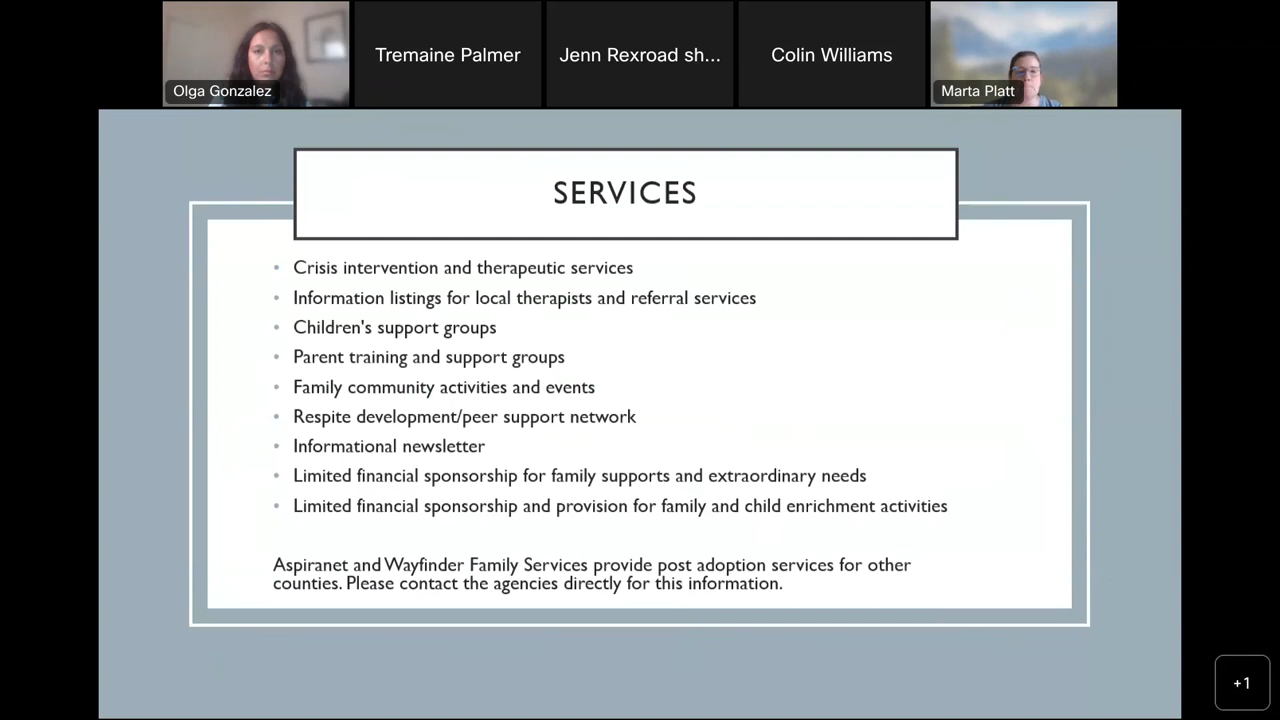 Olga Gonzalez
Tremaine Palmer
Jenn Rexroad sh...
Colin Williams
Marta Platt
SERVICES
• Crisis intervention and therapeutic services
• Information listings for local therapists and referral services
• Children's support groups
• Parent training and support groups
• Family community activities and events
• Respite development/peer support network
• Informational newsletter
• Limited financial sponsorship for family supports and extraordinary needs
• Limited financial sponsorship and provision for family and child enrichment activities
Aspiranet and Wayfinder Family Services provide post adoption services for other
counties. Please contact the agencies directly for this information.
+1